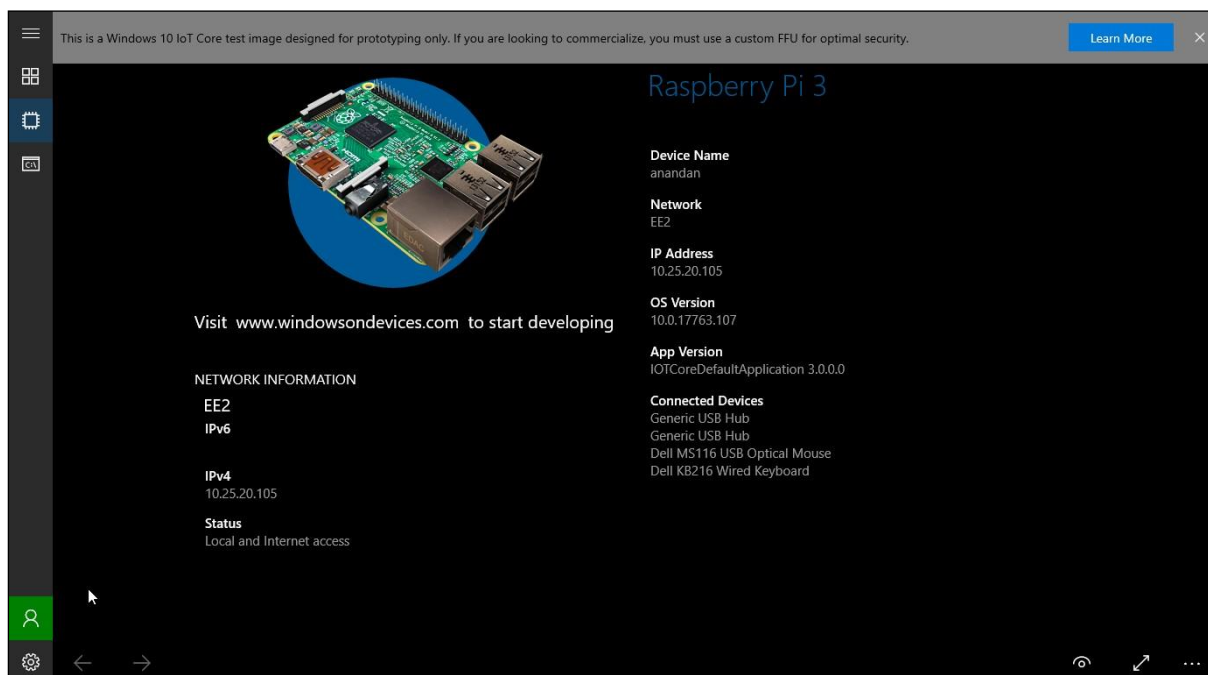 This is a Windows 10 IoT Core test image designed for prototyping only. If you are looking to commercialize, you must use a custom FFU for optimal security.
Learn More
Visit www.windowsondevices.com to start developing
NETWORK INFORMATION
EE2
IPv6
IPv4
10.25.20.105
Status
Local and Internet access
Raspberry Pi 3
Device Name
anandan
Network
EE2
IP Address
10.25.20.105
OS Version
10.0.17763.107
App Version
IOTCoreDefaultApplication 3.0.0.0
Connected Devices
Generic USB Hub
Generic USB Hub
Dell MS116 USB Optical Mouse
Dell KB216 Wired Keyboard